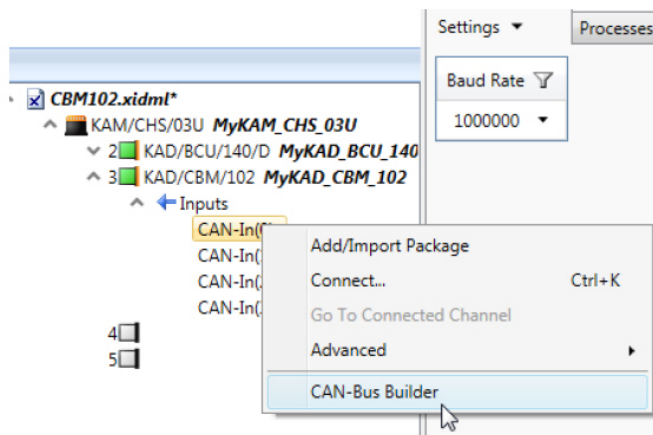 Settings
Processes
Baud Rate
1000000
CBM102.xidml*
KAM/CHS/03U MyKAM_CHS_03U
2 KAD/BCU/140/D MyKAD_BCU_140
3 KAD/CBM/102 MyKAD_CBM_102
Inputs
CAN-In(
CAN-In(
CAN-In(
CAN-In(
4
5
Add/Import Package
Connect... Ctrl+K
Go To Connected Channel
Advanced
CAN-Bus Builder